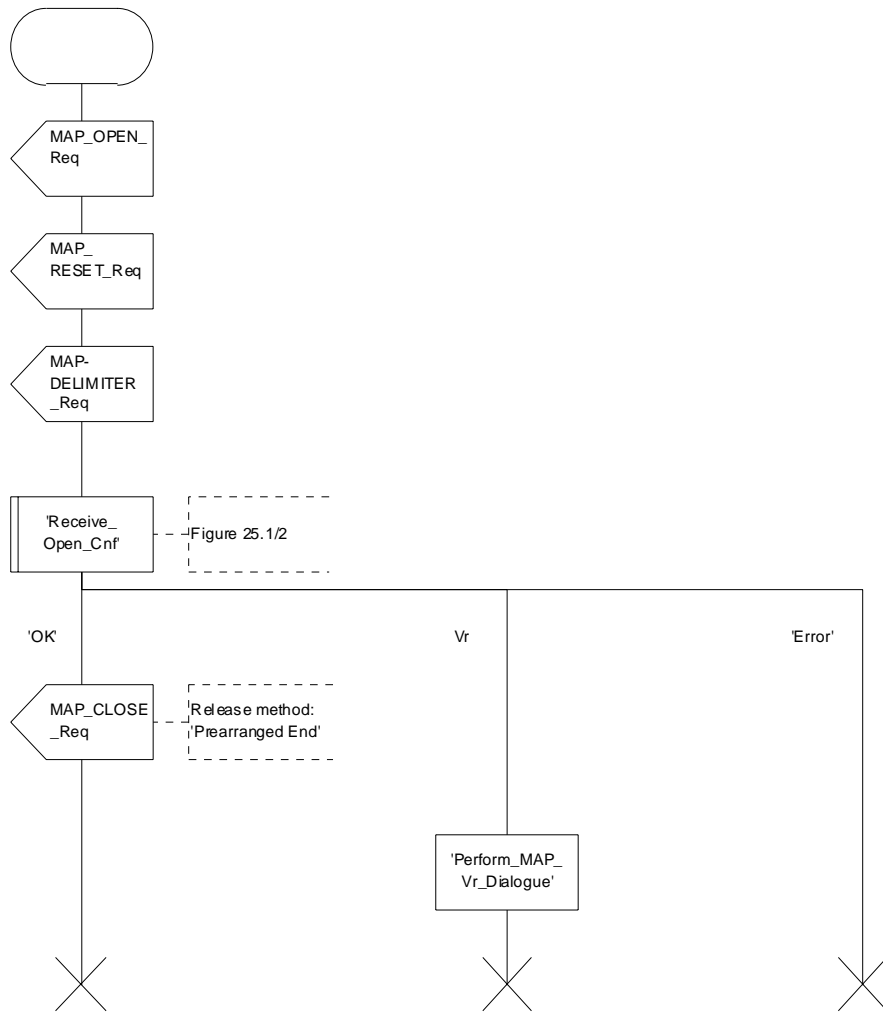 MAP_OPEN_
Req
MAP_
RESET_Req
MAP-
DELIMITER
_Req
'Receive_
Open_Cnf'
Figure 25.1/2
'OK'
Vr
'Error'
MAP_CLOSE
_Req
Release method:
'Prearranged End'
'Perform_MAP_
Vr_Dialogue'